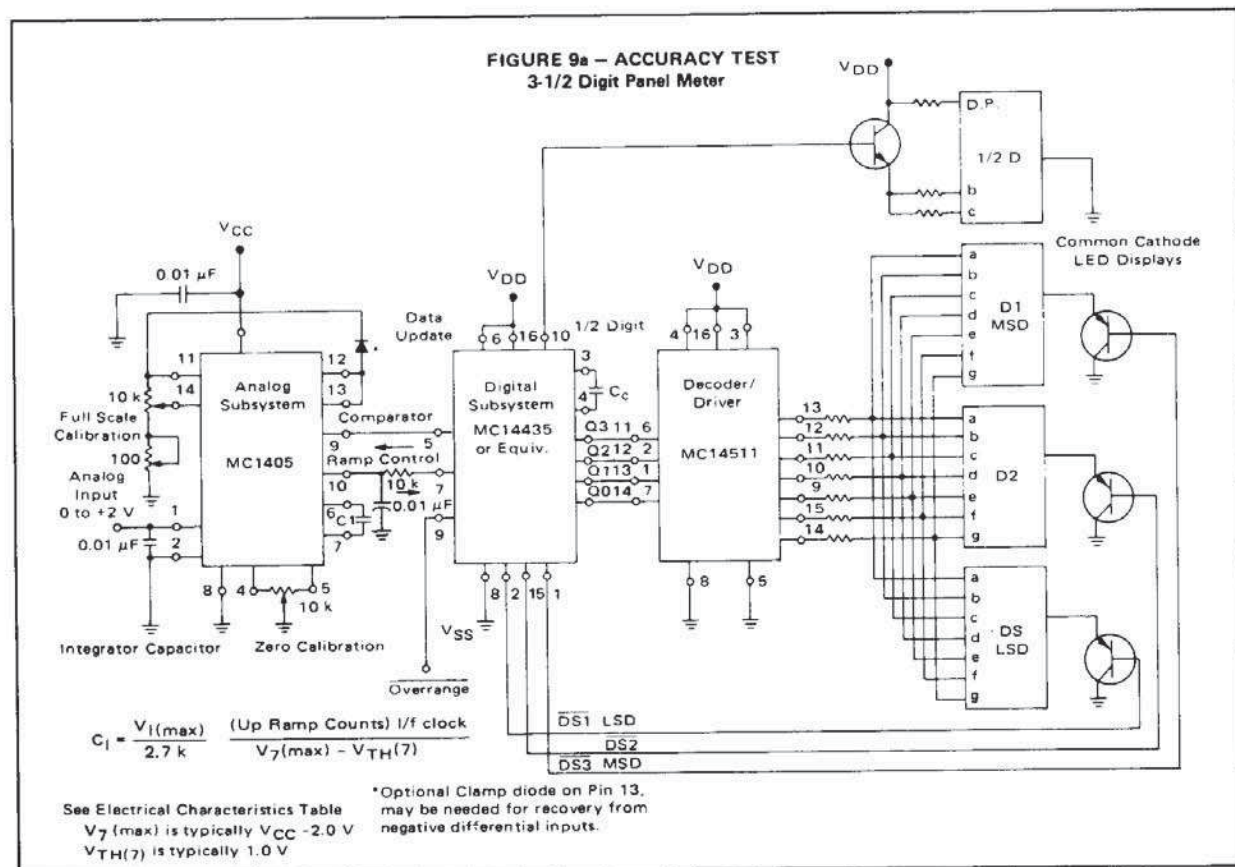 FIGURE 9a — ACCURACY TEST
3-1/2 Digit Panel Meter
VDD
D.P.
1/2 D
b
c
Common Cathode
LED Displays
VCC
0.01 µF
VDD
Data
Update
6 16 10
1/2 Digit
VDD
4 16 3
11
14
10 k
Full Scale
Calibration
100
Analog
Input
0 to +2 V
0.01 µF
1
2
Analog
Subsystem
MC1405
12
13
Comparator
9
5
Ramp Control
10
10 k
7
0.01 µF
6
C1
7
9
8
4
5
10 k
Integrator Capacitor
Zero Calibration
Digital
Subsystem
MC14435
or Equiv.
3
4
Cc
Q3 11 6
Q2 12 2
Q1 13 1
Q0 14 7
8 2 15 1
VSS
Overrange
Decoder/
Driver
MC14511
13
12
11
10
9
15
14
8
5
a
b
c
d
e
f
g
D1
MSD
a
b
c
d
e
f
g
D2
a
b
c
d
e
f
g
DS
LSD
DS1 LSD
DS2
DS3 MSD
CI = VI(max) / 2.7 k (Up Ramp Counts) I/f clock / V7(max) − VTH(7)
See Electrical Characteristics Table
V7 (max) is typically VCC -2.0 V
VTH(7) is typically 1.0 V
*Optional Clamp diode on Pin 13,
may be needed for recovery from
negative differential inputs.